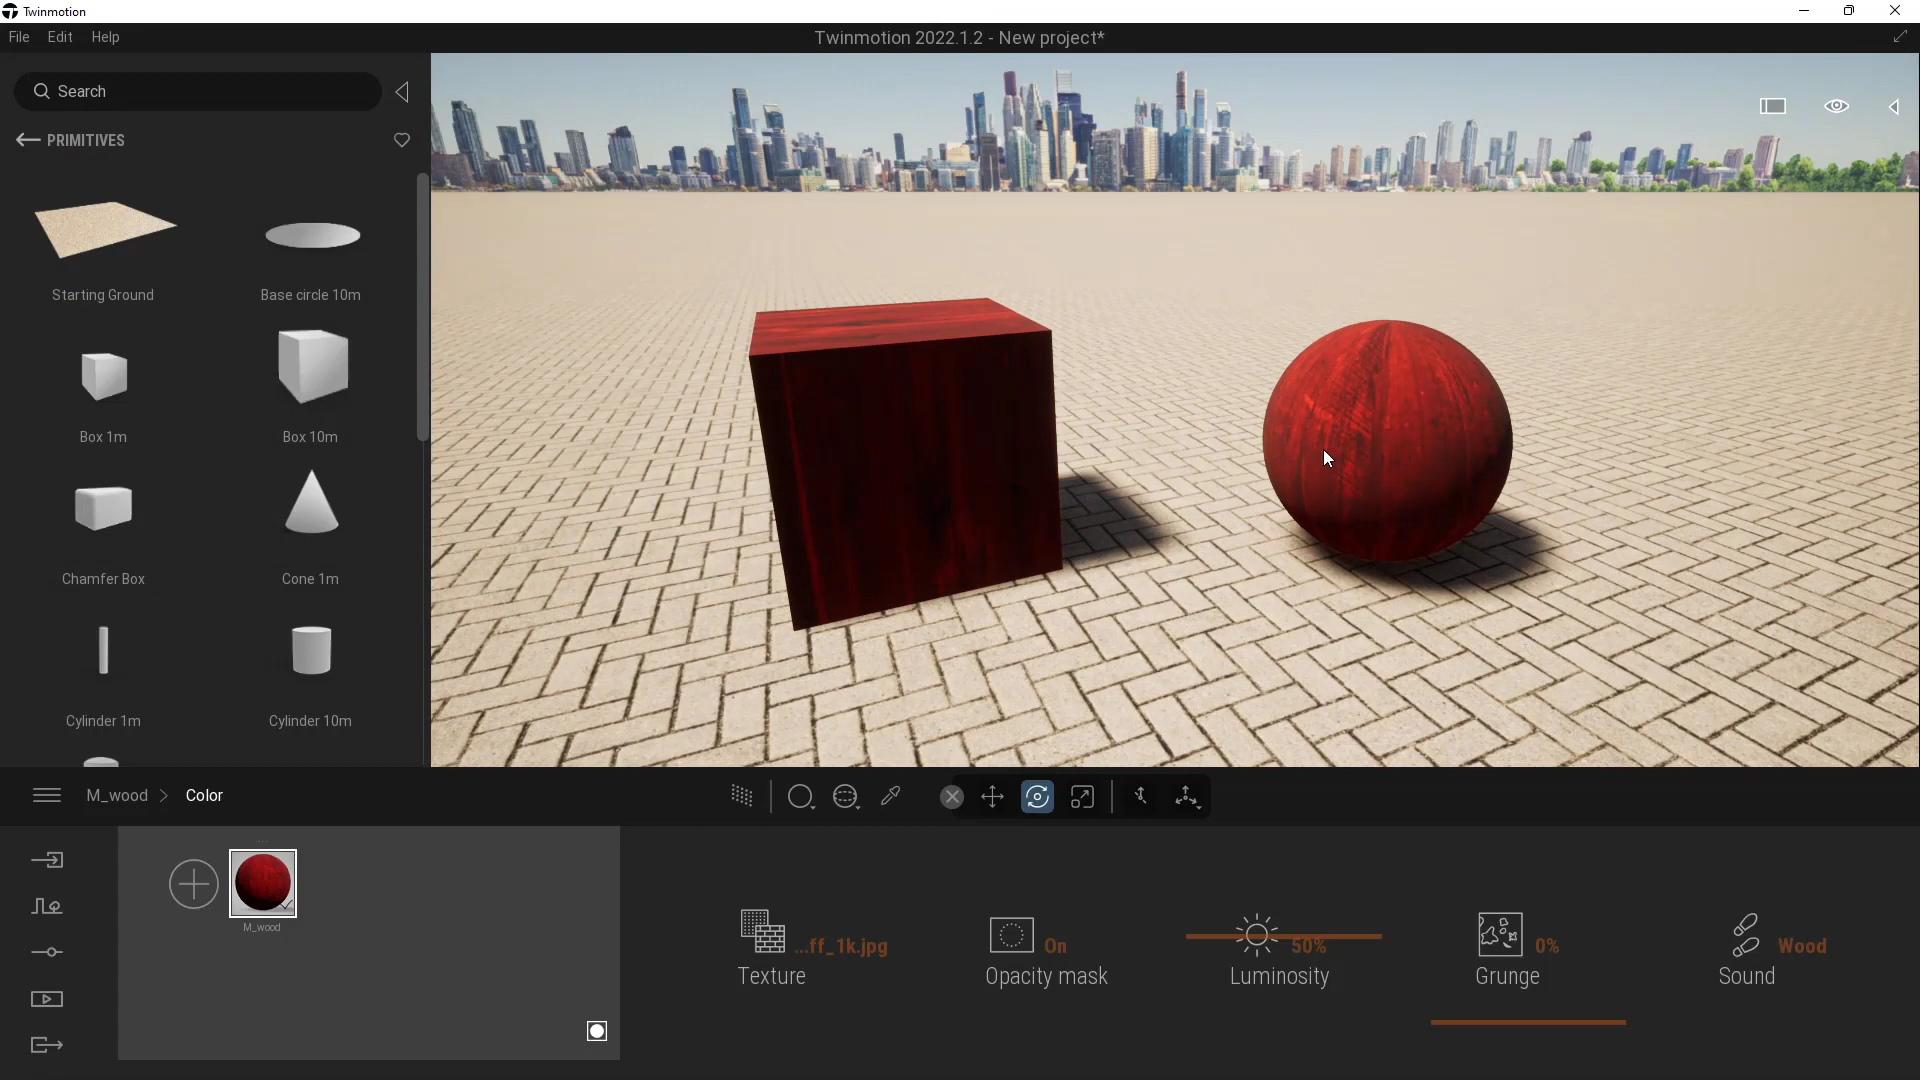 Twinmotion
File Edit Help
Twinmotion 2022.1.2 - New project*
Search
PRIMITIVES
Starting Ground
Base circle 10m
Box 1m
Box 10m
Chamfer Box
Cone 1m
Cylinder 1m
Cylinder 10m
M_wood > Color
M_wood
...ff_1k.jpg
Texture
On
Opacity mask
50%
Luminosity
0%
Grunge
Wood
Sound